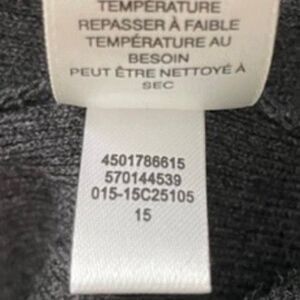 TEMPÉRATURE
REPASSER À FAIBLE
TEMPÉRATURE AU
BESOIN
PEUT ÊTRE NETTOYÉ À
SEC
4501786615
570144539
015-15C25105
15